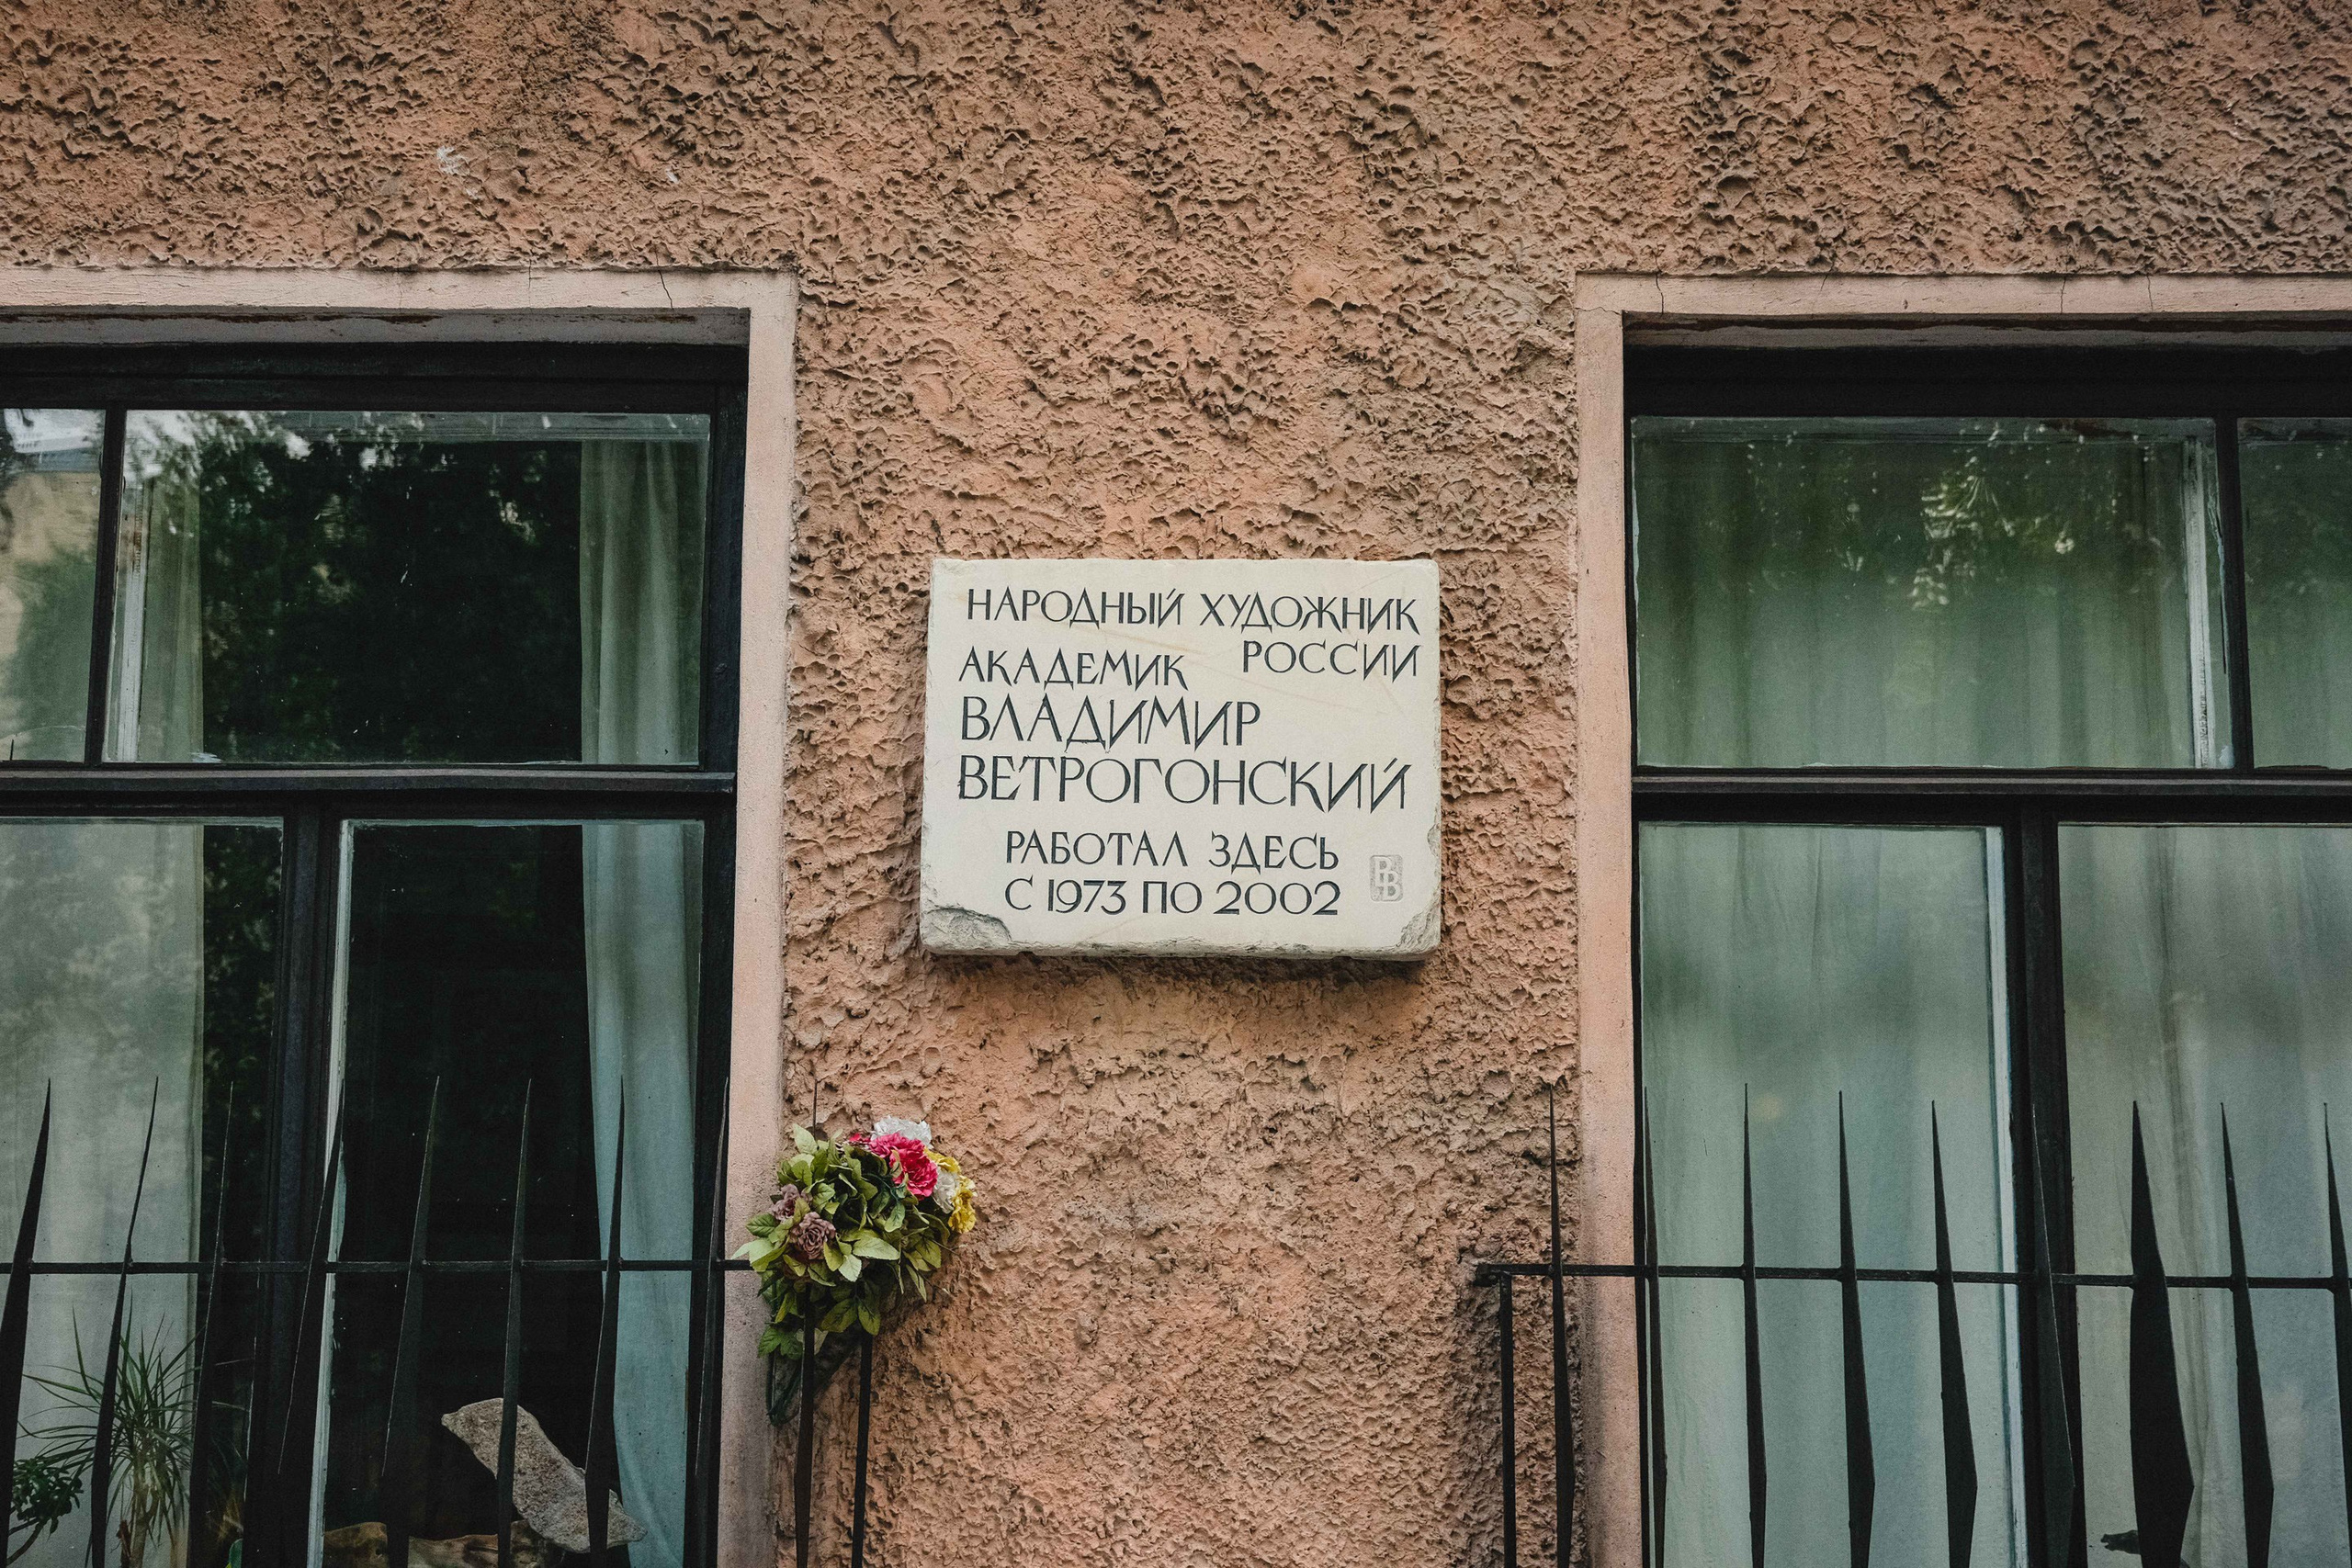 НАРОДНЫЙ ХУДОЖНИК
РОССИИ
АКАДЕМИК
ВЛАДИМИР
ВЕТРОГОНСКИЙ
РАБОТАЛ ЗДЕСЬ
С 1973 ПО 2002